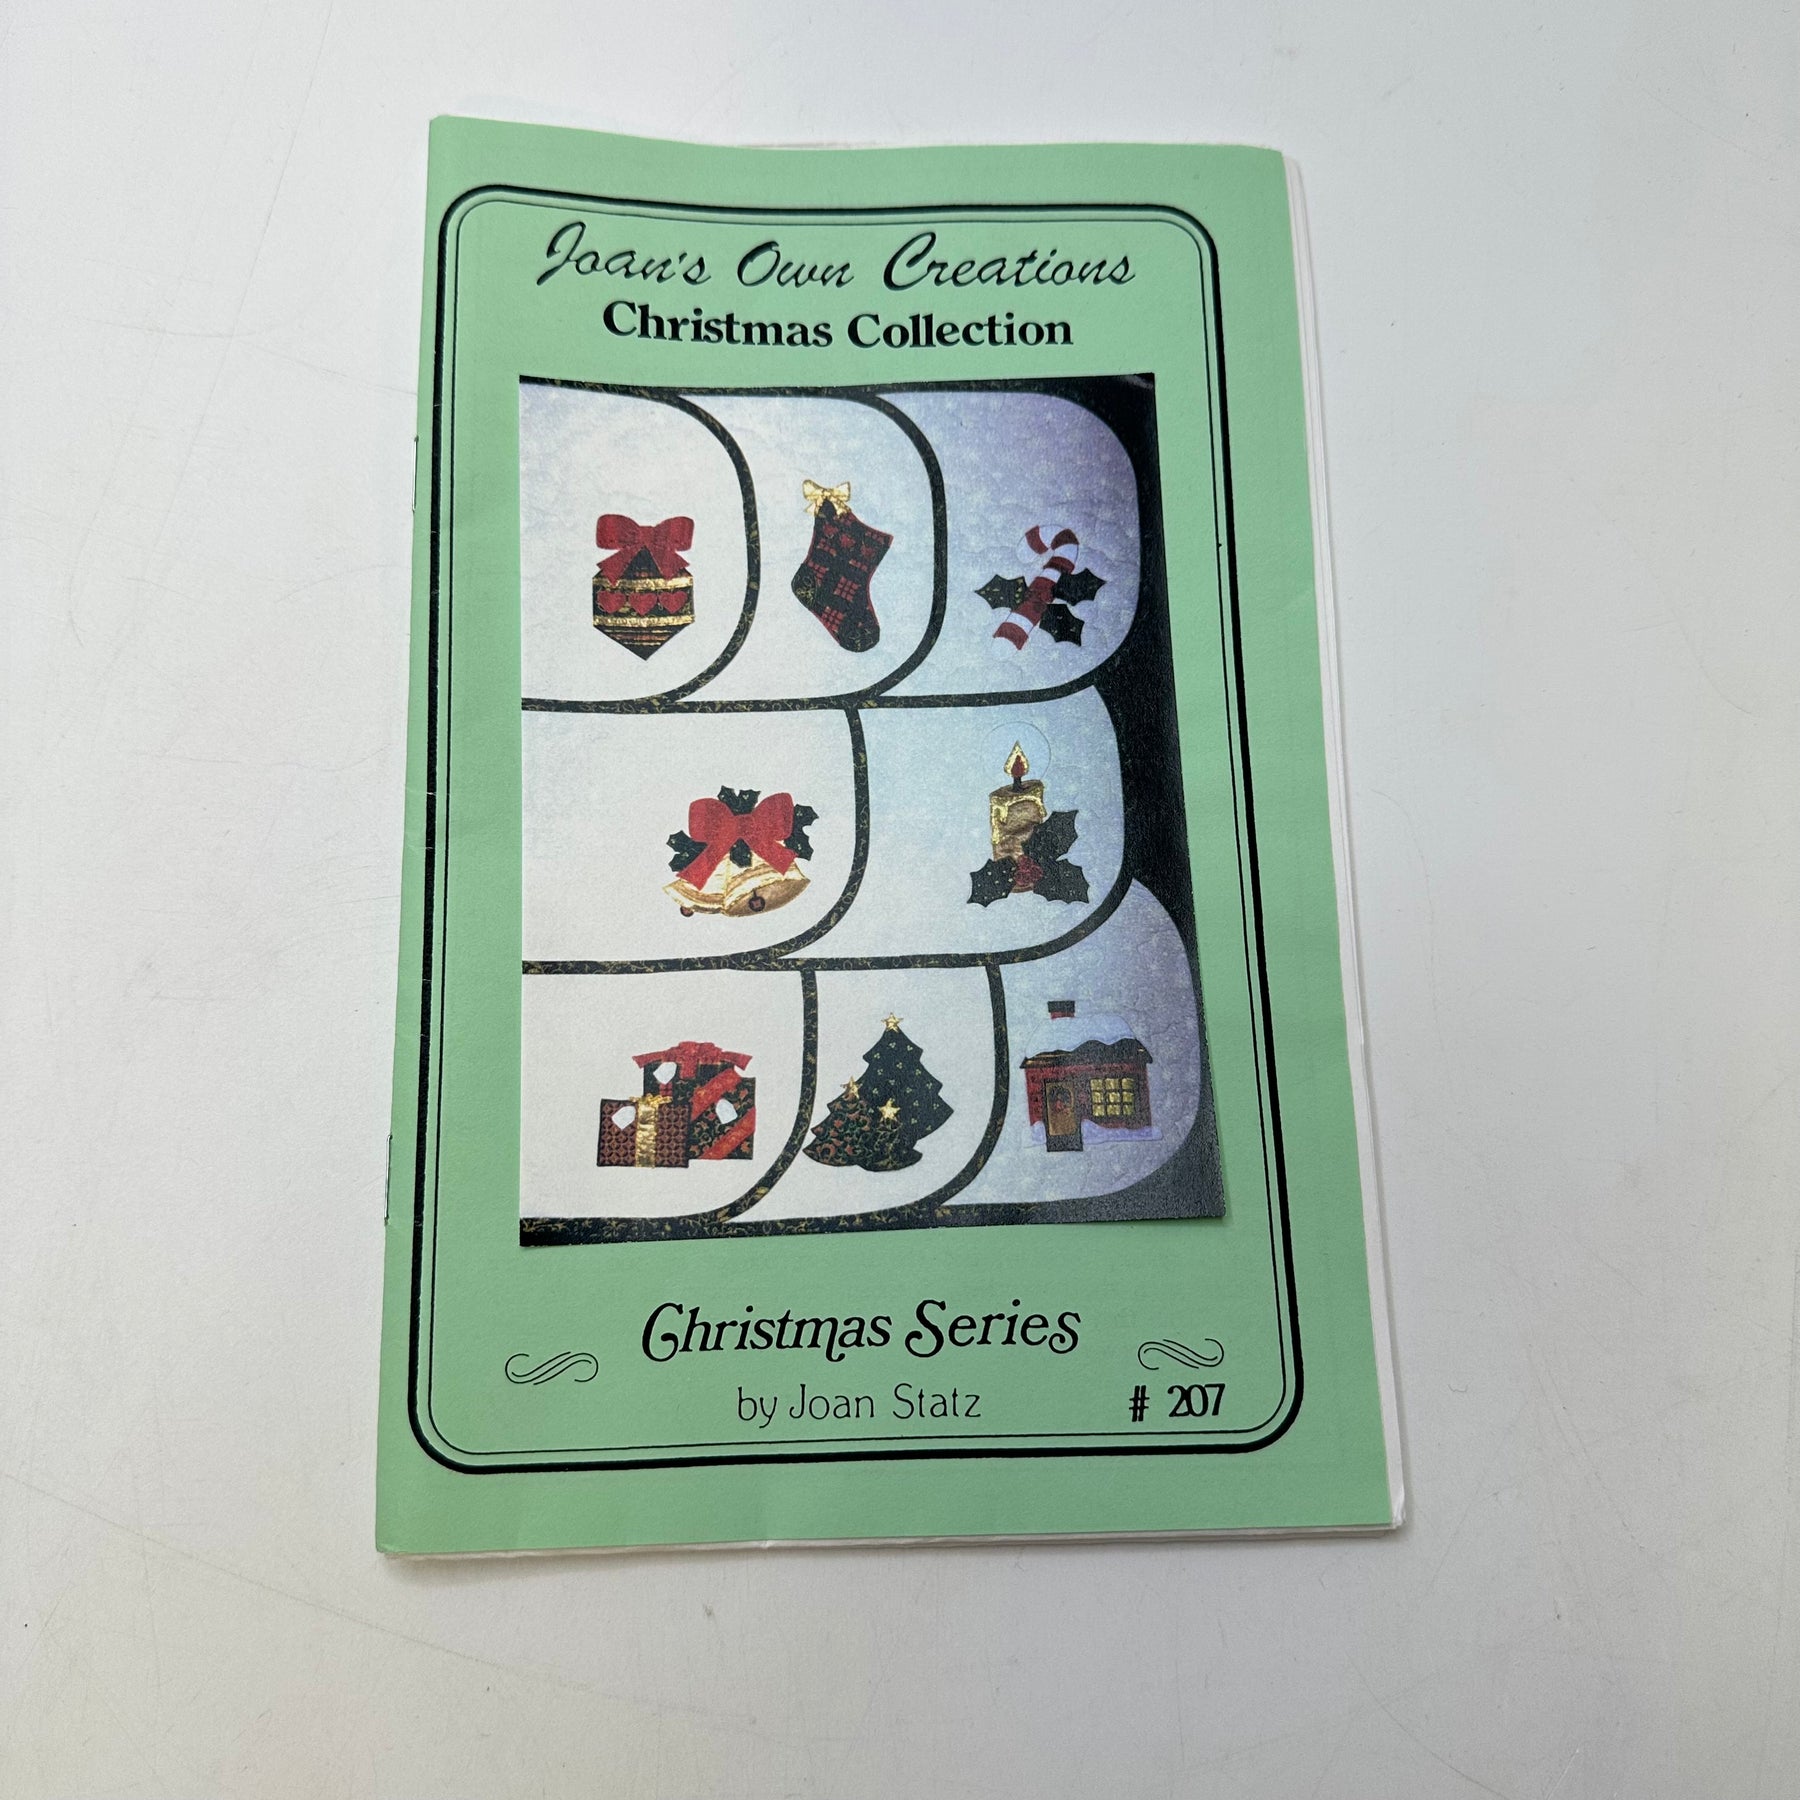 Joan's Own Creations
Christmas Collection
Christmas Series
by Joan Statz
# 207